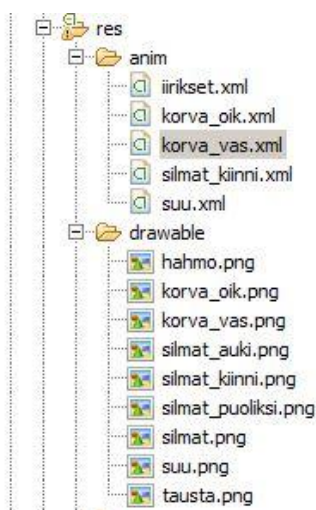 res
anim
iirikset.xml
korva_oik.xml
korva_vas.xml
silmat_kiinni.xml
suu.xml
drawable
hahmo.png
korva_oik.png
korva_vas.png
silmat_auki.png
silmat_kiinni.png
silmat_puoliksi.png
silmat.png
suu.png
tausta.png